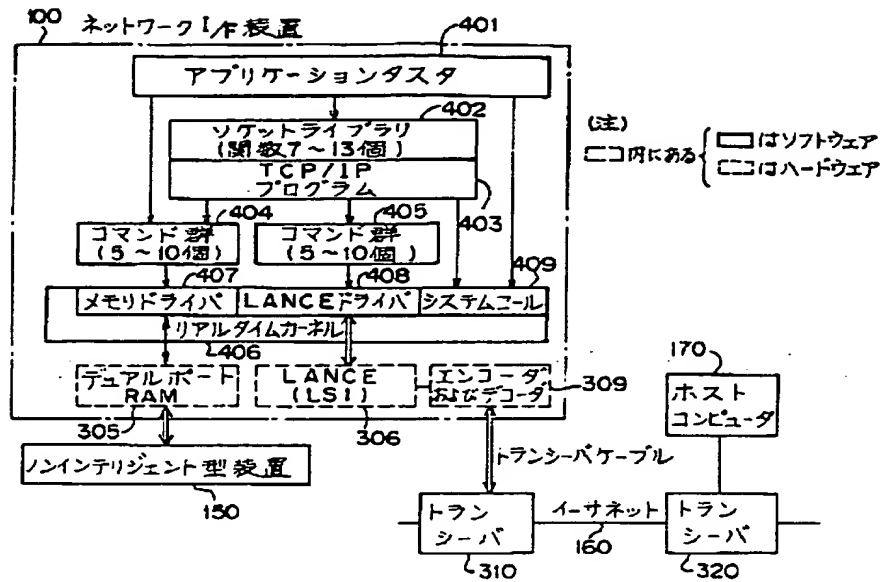 100 ネットワークI/F装置
401
アプリケーションタスタ
402
ソケットライブラリ
(関数7〜13個)
TCP/IP
プログラム
403
404
405
コマンド群
(5〜10個)
コマンド群
(5〜10個)
407
408
409
メモリドライバ
LANCEドライバ
システムコール
リアルタイムカーネル
406
デュアルポート
RAM
LANCE
(LSI)
エンコーダ
およびデコーダ
309
305
306
170
ホスト
コンピュータ
ノンインテリジェント型装置
150
トランシーバケーブル
トラン
シーバ
310
イーサネット
160
トラン
シーバ
320
(注)
内にある
はソフトウェア
はハードウェア